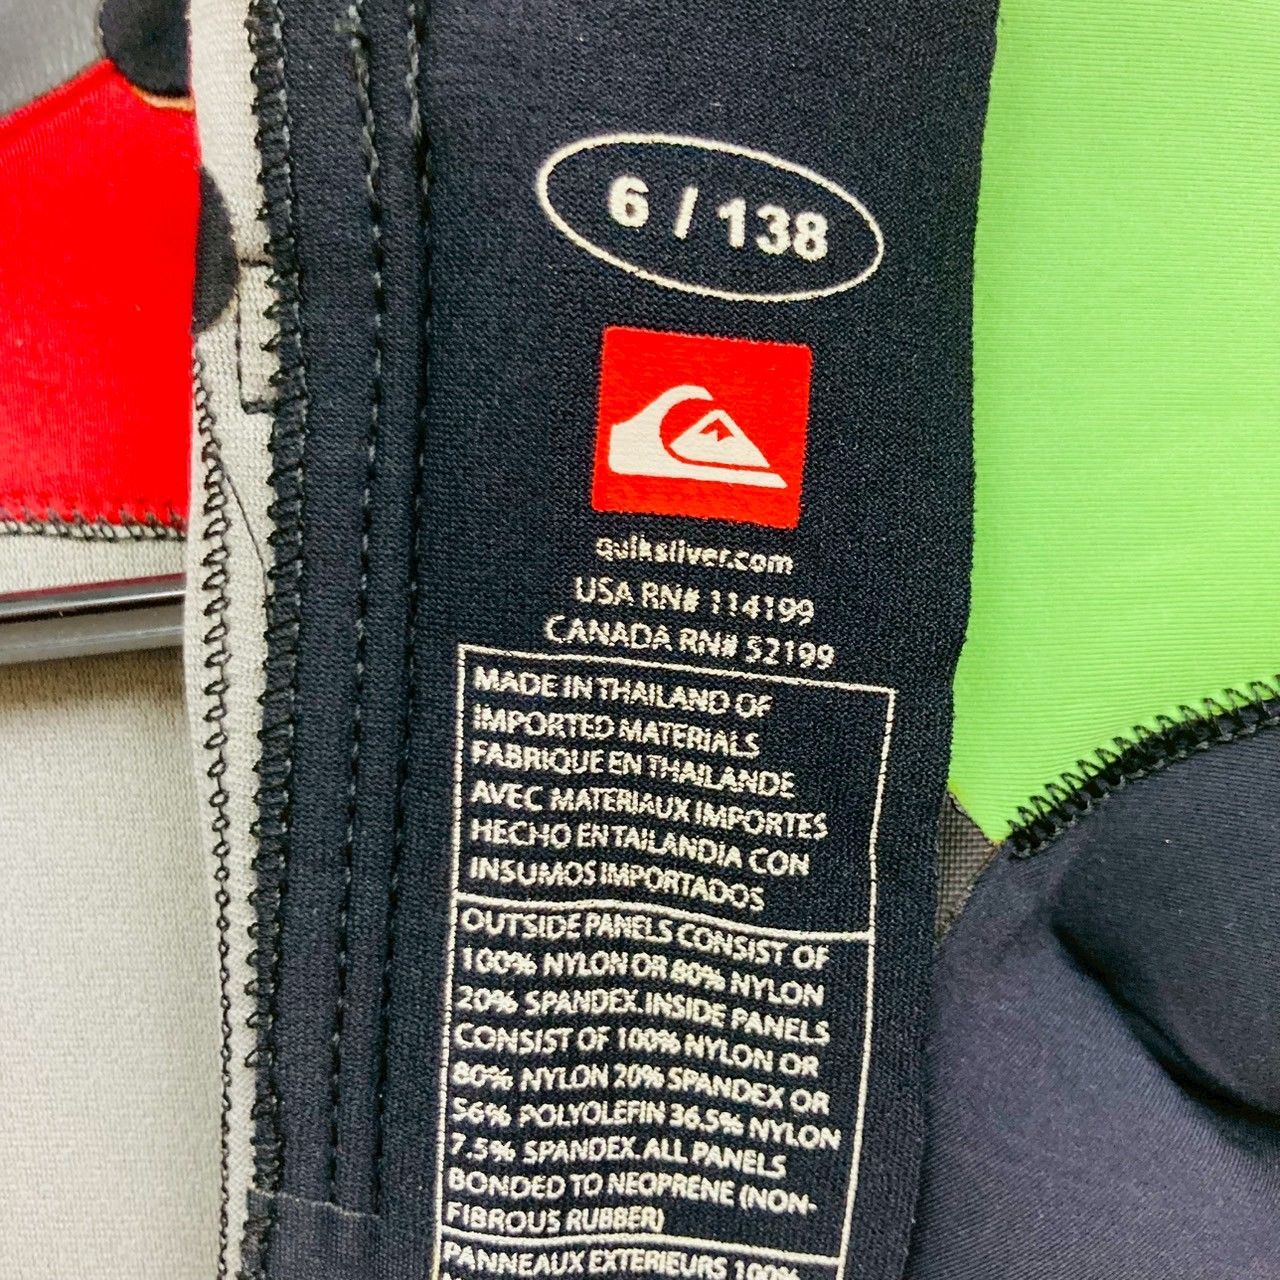 6 / 138
quiksilver.com
USA RN# 114199
CANADA RN# 52199
MADE IN THAILAND OF
IMPORTED MATERIALS
FABRIQUE EN THAILANDE
AVEC MATERIAUX IMPORTES
HECHO EN TAILANDIA CON
INSUMOS IMPORTADOS
OUTSIDE PANELS CONSIST OF
100% NYLON OR 80% NYLON
20% SPANDEX. INSIDE PANELS
CONSIST OF 100% NYLON OR
80% NYLON 20% SPANDEX OR
56% POLYOLEFIN 36.5% NYLON
7.5% SPANDEX. ALL PANELS
BONDED TO NEOPRENE (NON-
FIBROUS RUBBER)
PANNEAUX EXTERIEURS 100%